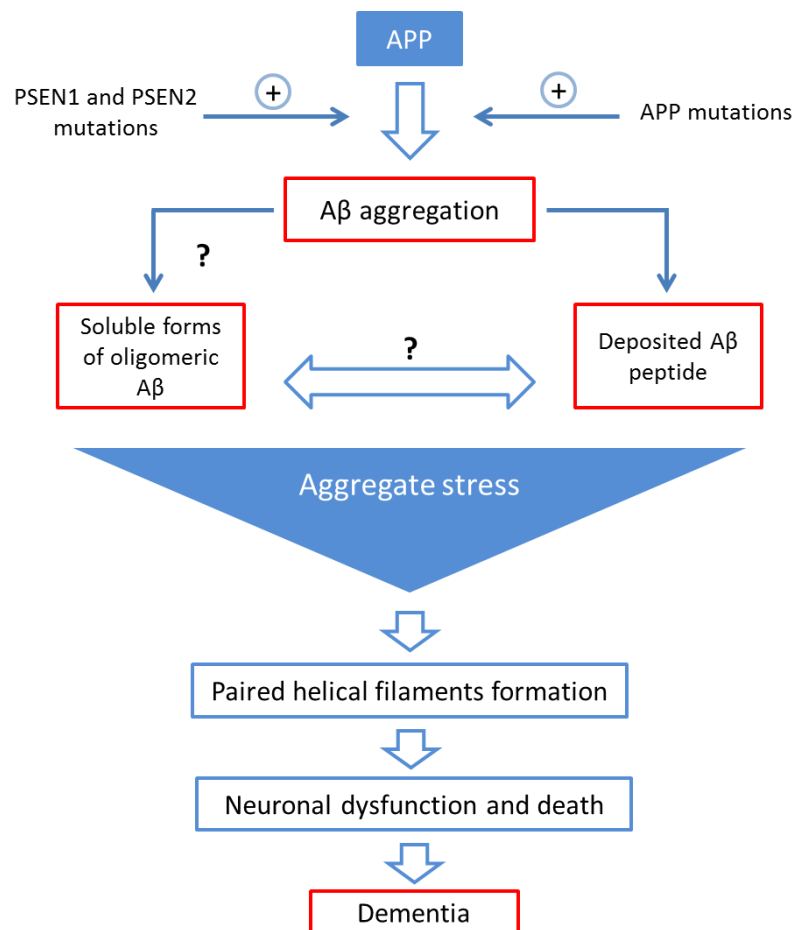 APP
PSEN1 and PSEN2
mutations
+
+
APP mutations
Aβ aggregation
?
Soluble forms
of oligomeric
Aβ
?
Deposited Aβ
peptide
Aggregate stress
Paired helical filaments formation
Neuronal dysfunction and death
Dementia